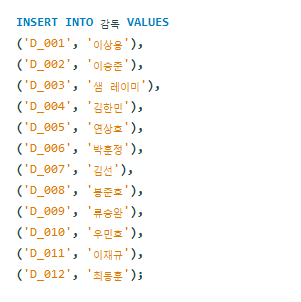 INSERT INTO 감독 VALUES
('D_001', '이상용'),
('D_002', '이승준'),
('D_003', '샘 레이미'),
('D_004', '김한민'),
('D_005', '연상호'),
('D_006', '박훈정'),
('D_007', '김선'),
('D_008', '봉준호'),
('D_009', '류승완'),
('D_010', '우민호'),
('D_011', '이재규'),
('D_012', '최동훈');